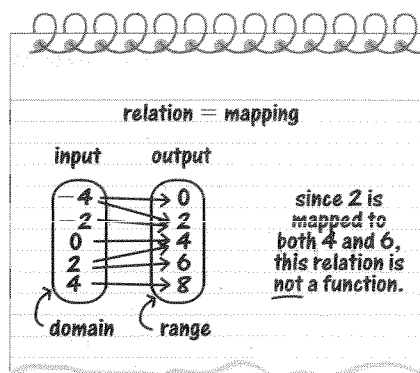 relation = mapping
input output
-4 0
-2 2
0 4
2 6
4 8
domain range
since 2 is
mapped to
both 4 and 6,
this relation is
not a function.